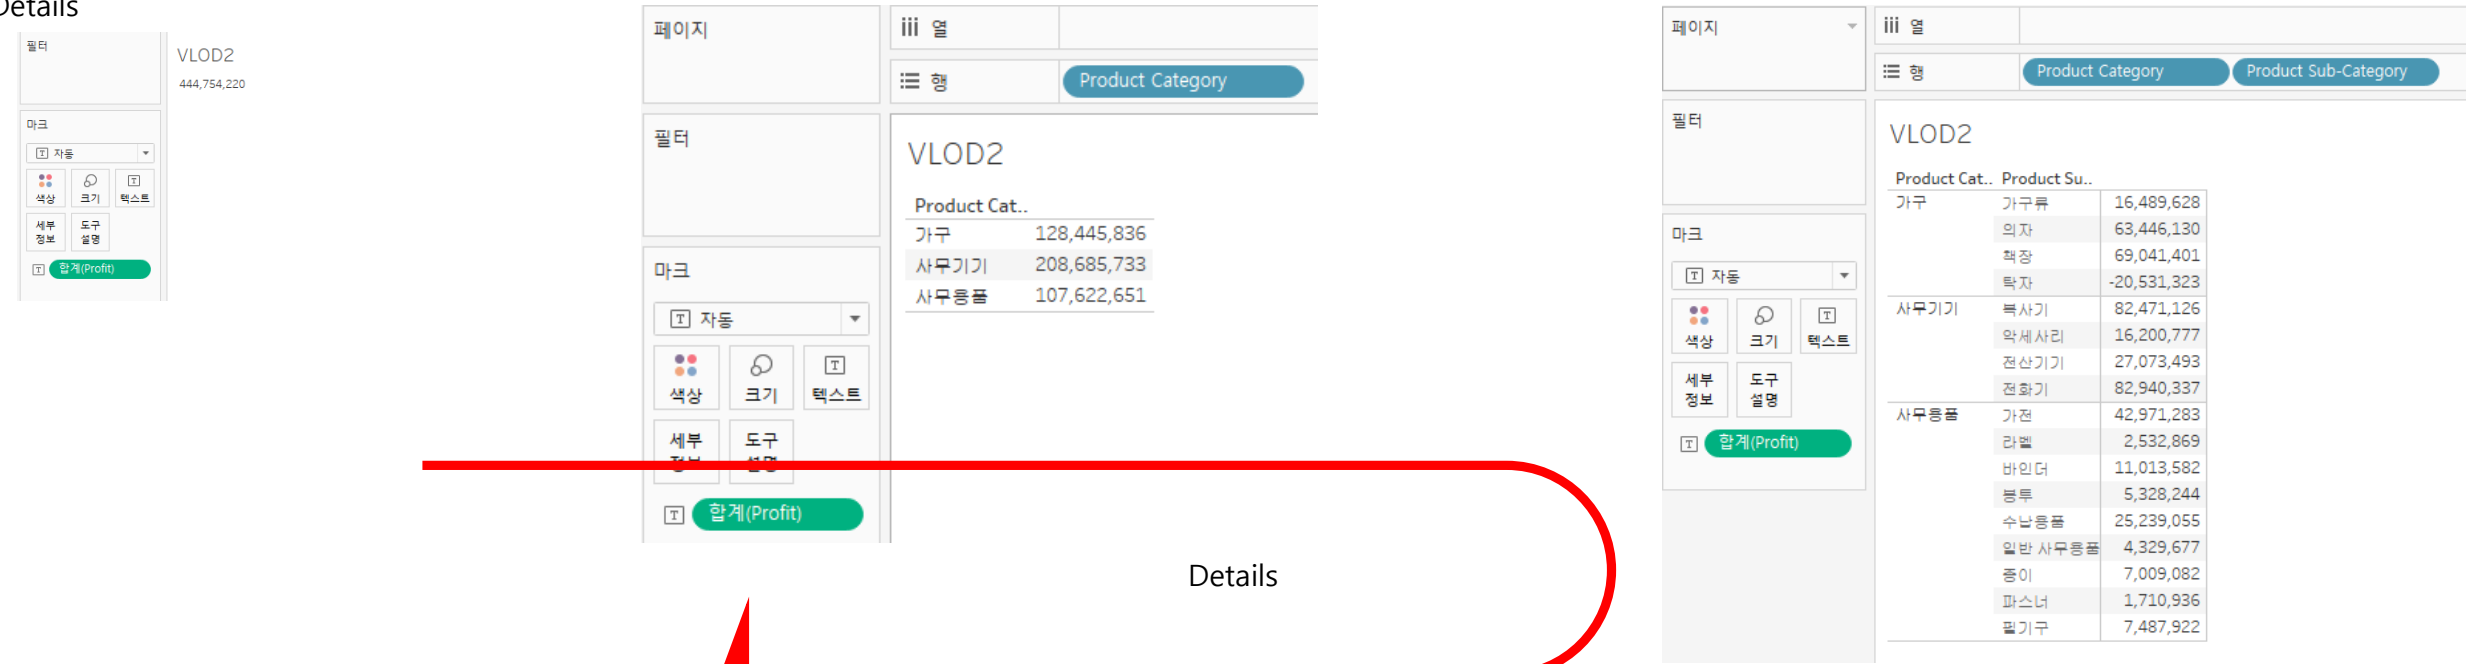 Details
필터
VLOD2
444,754,220
마크
자동
색상 크기 텍스트
세부 정보 도구 설명
합계(Profit)
페이지
열
행 Product Category
필터
VLOD2
Product Cat..
가구 128,445,836
사무기기 208,685,733
사무용품 107,622,651
마크
자동
색상 크기 텍스트
세부 정보 도구 설명
합계(Profit)
Details
페이지
열
행 Product Category Product Sub-Category
필터
VLOD2
Product Cat.. Product Su..
가구 가구류 16,489,628
의자 63,446,130
책장 69,041,401
탁자 -20,531,323
사무기기 복사기 82,471,126
악세사리 16,200,777
전산기기 27,073,493
전화기 82,940,337
사무용품 가전 42,971,283
라벨 2,532,869
바인더 11,013,582
봉투 5,328,244
수납용품 25,239,055
일반 사무용품 4,329,677
종이 7,009,082
파스너 1,710,936
필기구 7,487,922
마크
자동
색상 크기 텍스트
세부 정보 도구 설명
합계(Profit)